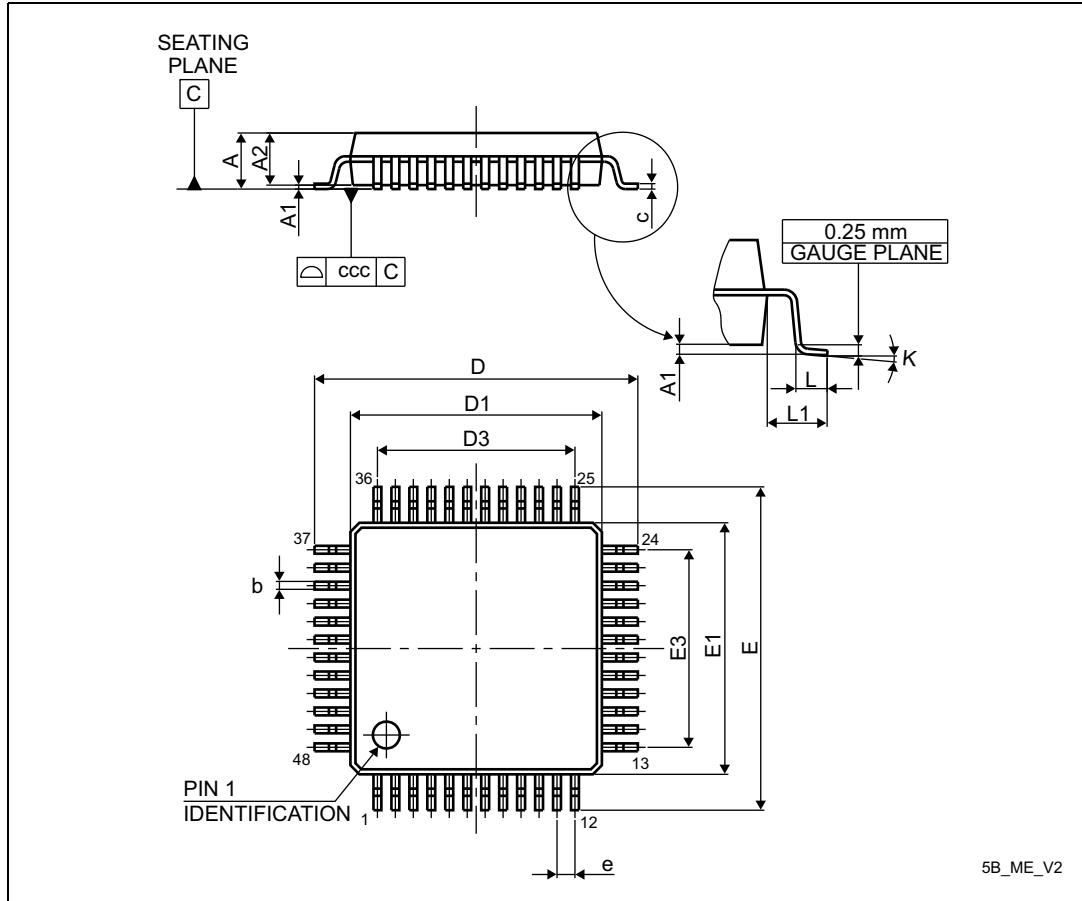 SEATING
PLANE
C
A
A2
A1
c
ccc C
0.25 mm
GAUGE PLANE
A1
K
L
L1
D
D1
D3
36
25
37
24
b
E3
E1
E
48
13
PIN 1
IDENTIFICATION
1
12
e
5B_ME_V2